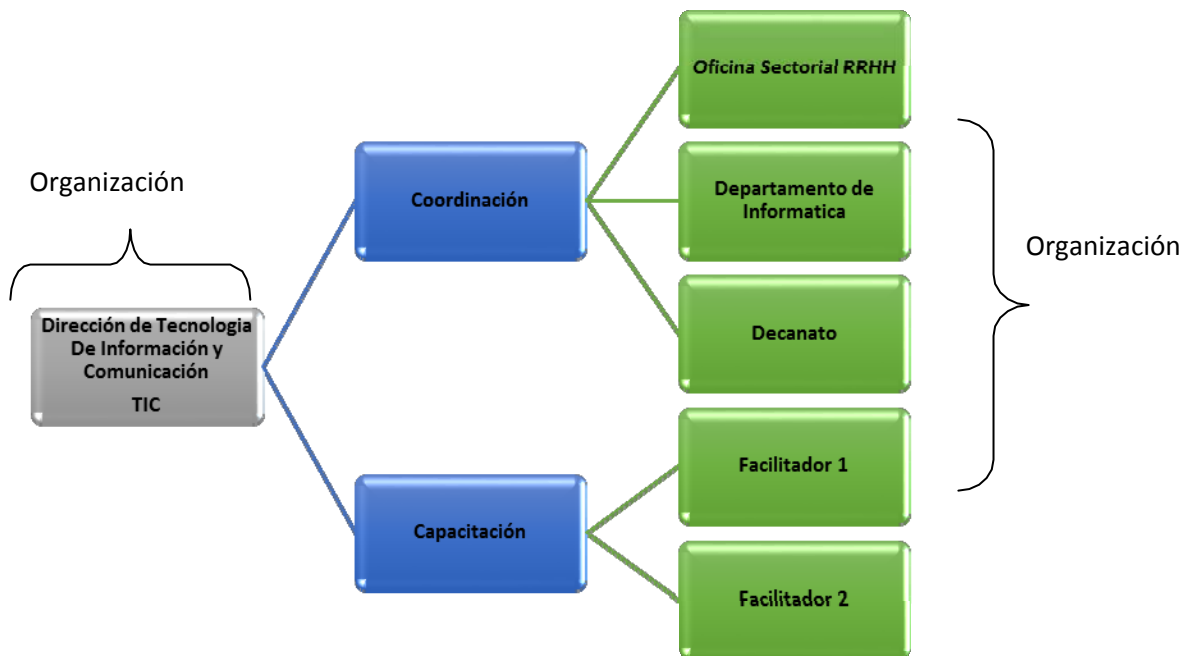 Organización
Dirección de Tecnologia
De Información y
Comunicación
TIC
Coordinación
Capacitación
Oficina Sectorial RRHH
Departamento de
Informatica
Decanato
Facilitador 1
Facilitador 2
Organización